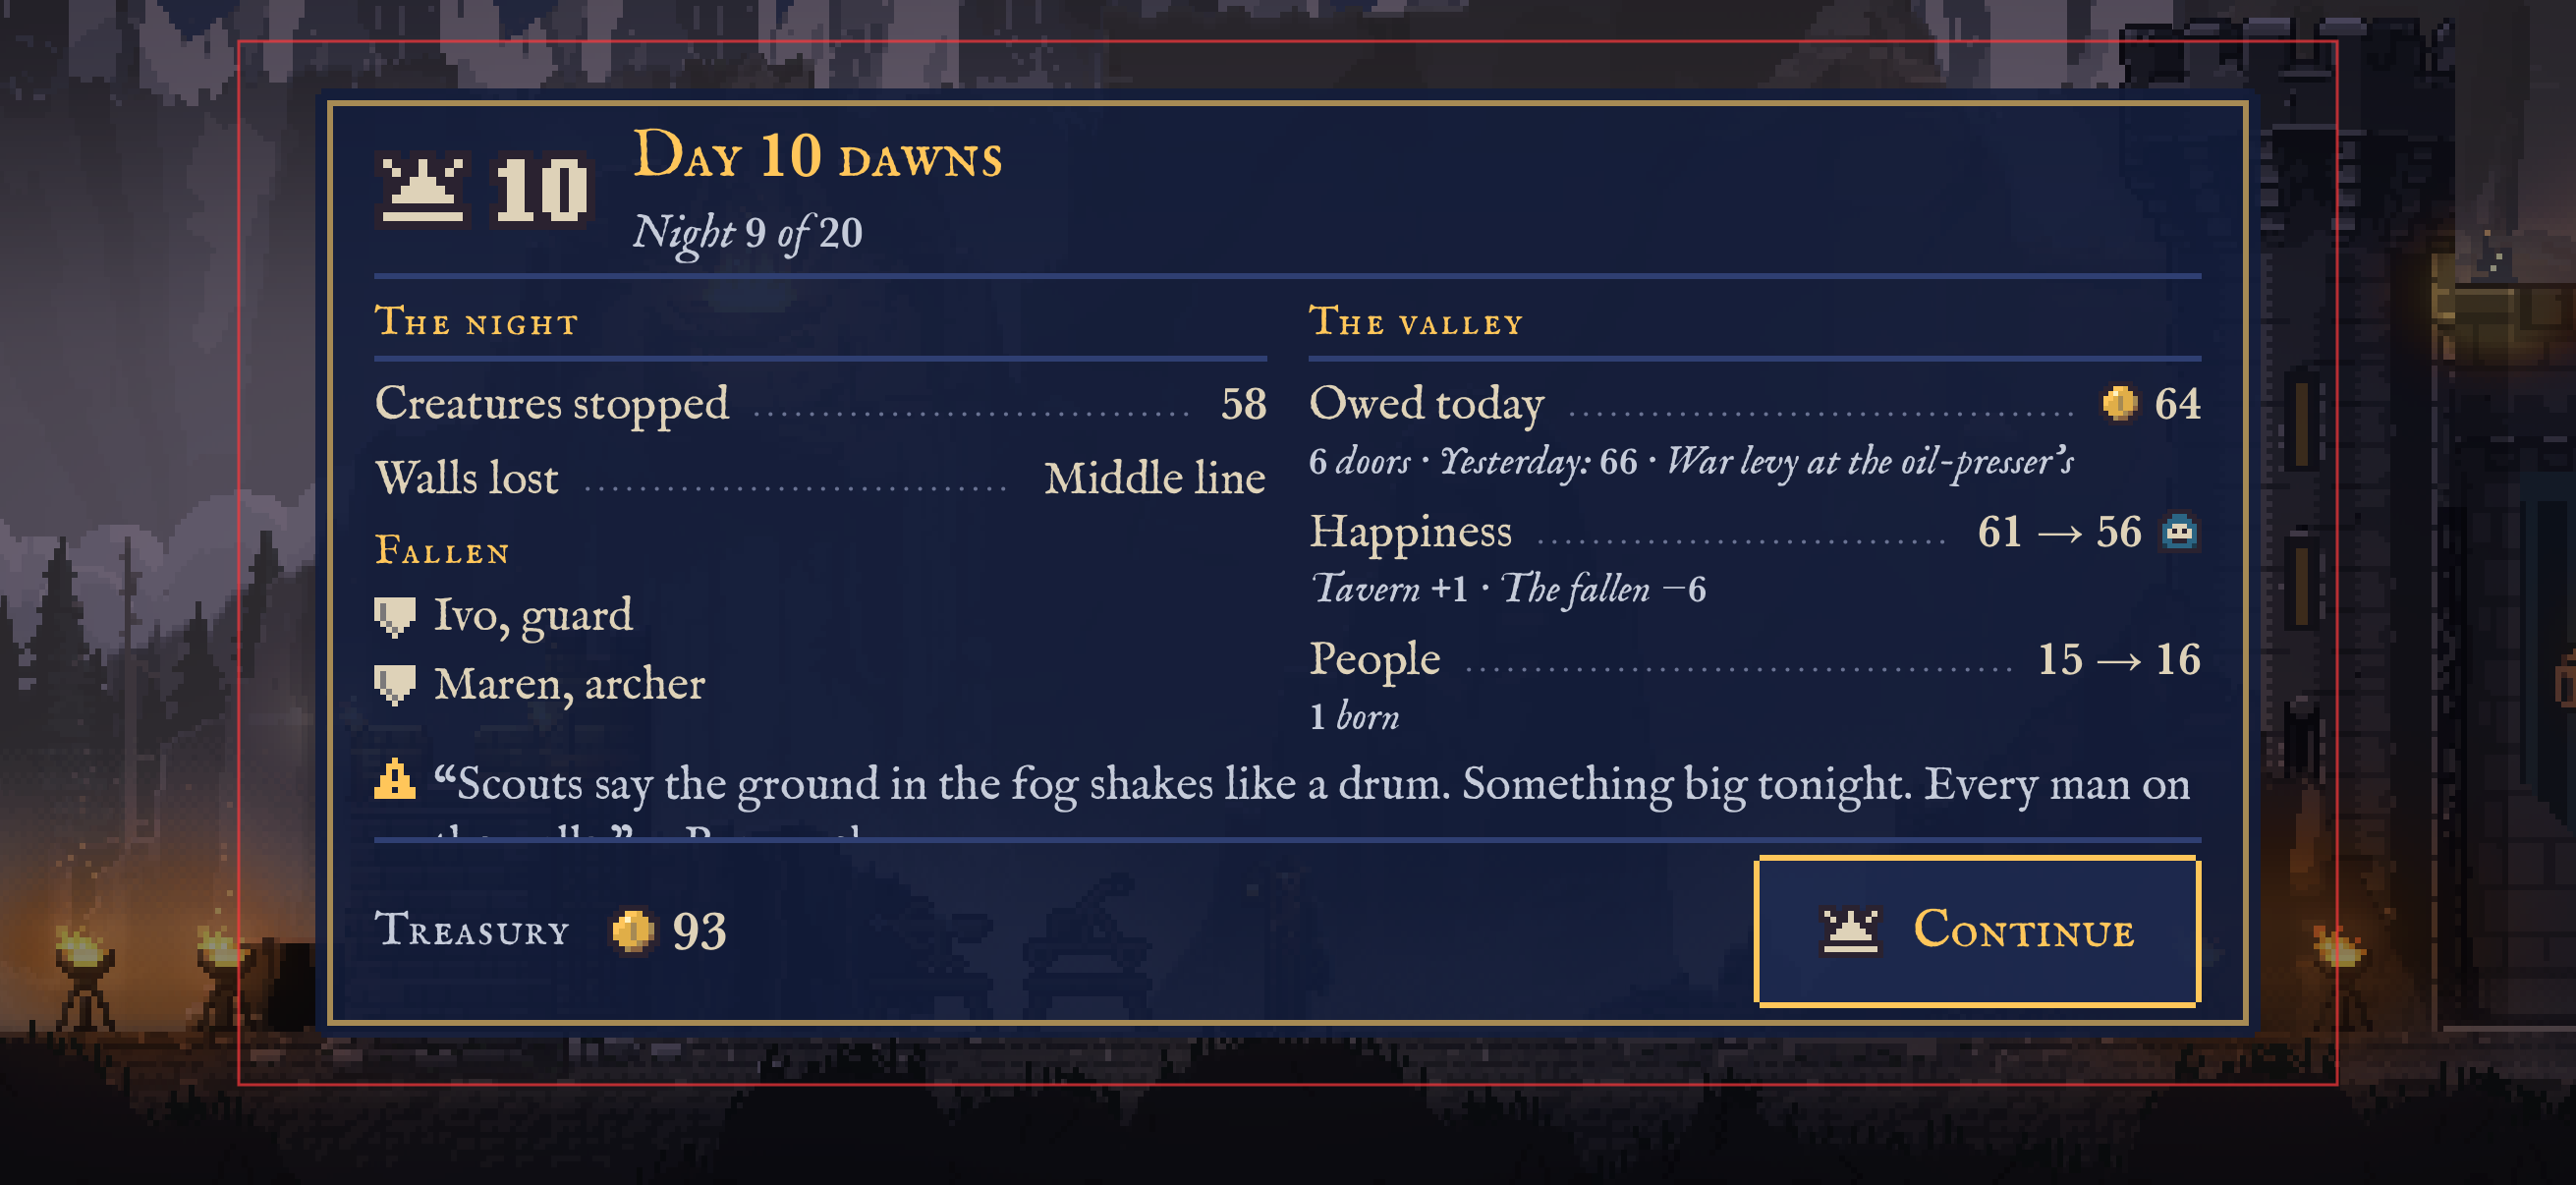 10
Day 10 dawns
Night 9 of 20
The night
Creatures stopped 58
Walls lost Middle line
Fallen
Ivo, guard
Maren, archer
The valley
Owed today 64
6 doors · Yesterday: 66 · War levy at the oil-presser’s
Happiness 61 → 56
Tavern +1 · The fallen −6
People 15 → 16
1 born
“Scouts say the ground in the fog shakes like a drum. Something big tonight. Every man on
Treasury 93
Continue